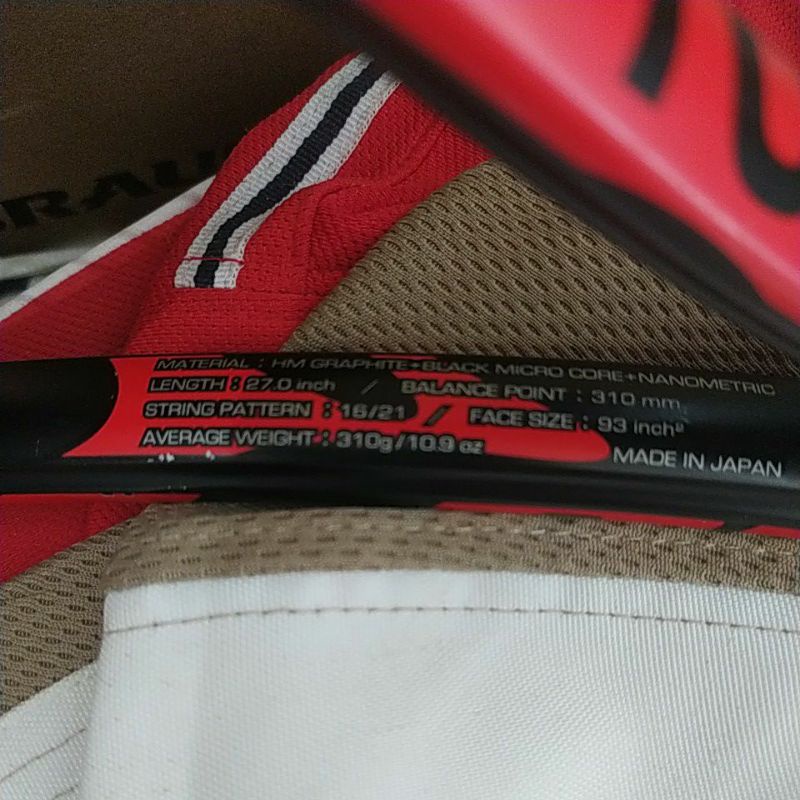 MATERIAL : HM GRAPHITE+BLACK MICRO CORE+NANOMETRIC
LENGTH : 27.0 inch / BALANCE POINT : 310 mm.
STRING PATTERN : 16/21 / FACE SIZE : 93 inch²
AVERAGE WEIGHT : 310g/10.9 oz
MADE IN JAPAN